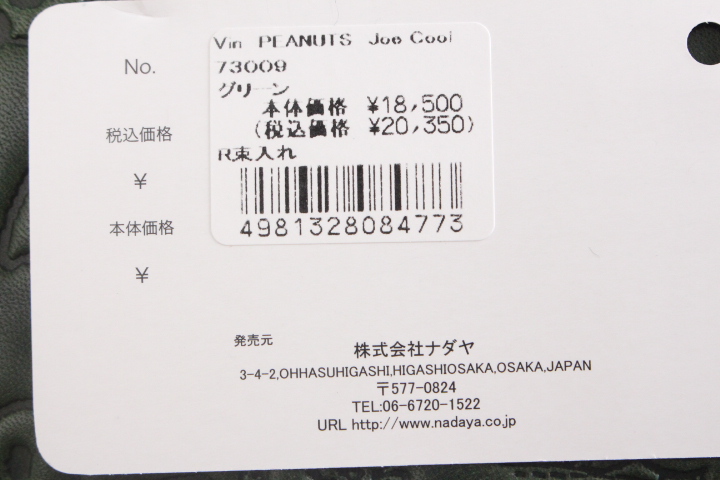 No.
税込価格
¥
本体価格
¥
Vin PEANUTS Joe Cool
73009
グリーン
本体価格 ¥18,500
(税込価格 ¥20,350)
R束入れ
4981328084773
発売元
株式会社ナダヤ
3-4-2,OHHASUHIGASHI,HIGASHIOSAKA,OSAKA,JAPAN
〒577-0824
TEL:06-6720-1522
URL http://www.nadaya.co.jp